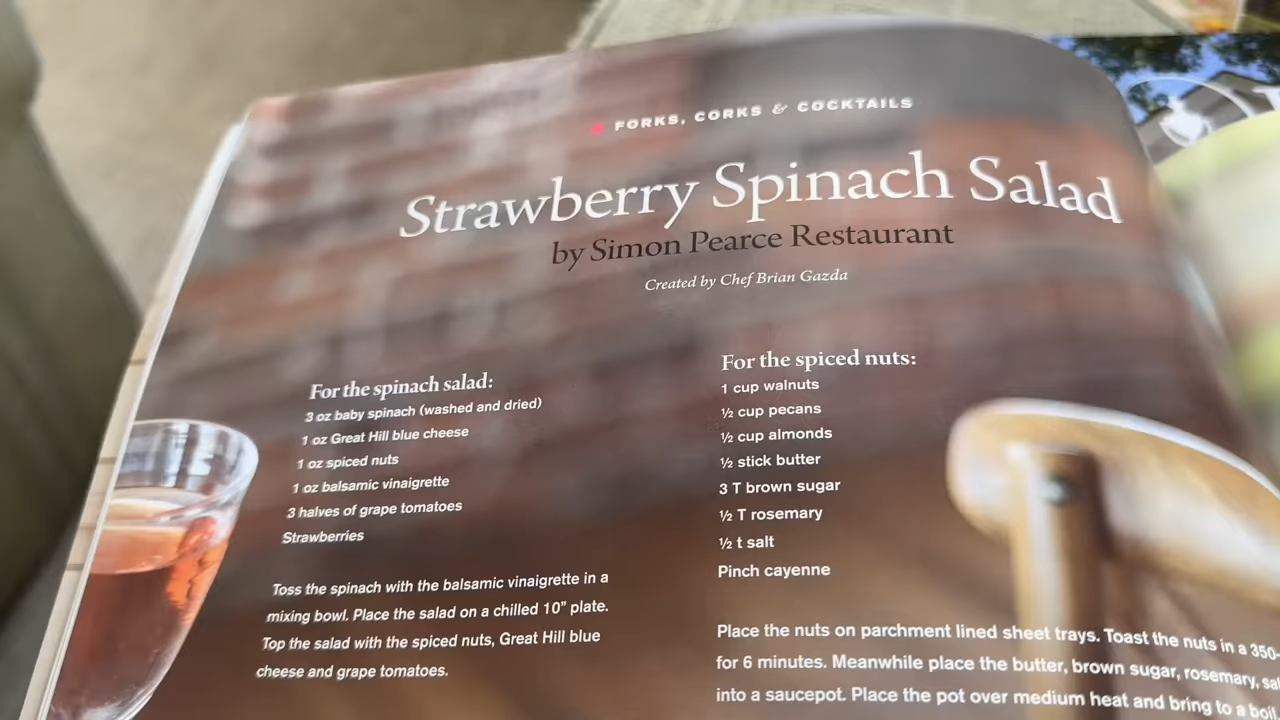 FORKS, CORKS & COCKTAILS
Strawberry Spinach Salad
by Simon Pearce Restaurant
Created by Chef Brian Gazda
For the spinach salad:
3 oz baby spinach (washed and dried)
1 oz Great Hill blue cheese
1 oz spiced nuts
1 oz balsamic vinaigrette
3 halves of grape tomatoes
Strawberries
Toss the spinach with the balsamic vinaigrette in a
mixing bowl. Place the salad on a chilled 10” plate.
Top the salad with the spiced nuts, Great Hill blue
cheese and grape tomatoes.
For the spiced nuts:
1 cup walnuts
½ cup pecans
½ cup almonds
½ stick butter
3 T brown sugar
½ T rosemary
½ t salt
Pinch cayenne
Place the nuts on parchment lined sheet trays. Toast the nuts in a 350-
for 6 minutes. Meanwhile place the butter, brown sugar, rosemary,
into a saucepot. Place the pot over medium heat and bring to a boil